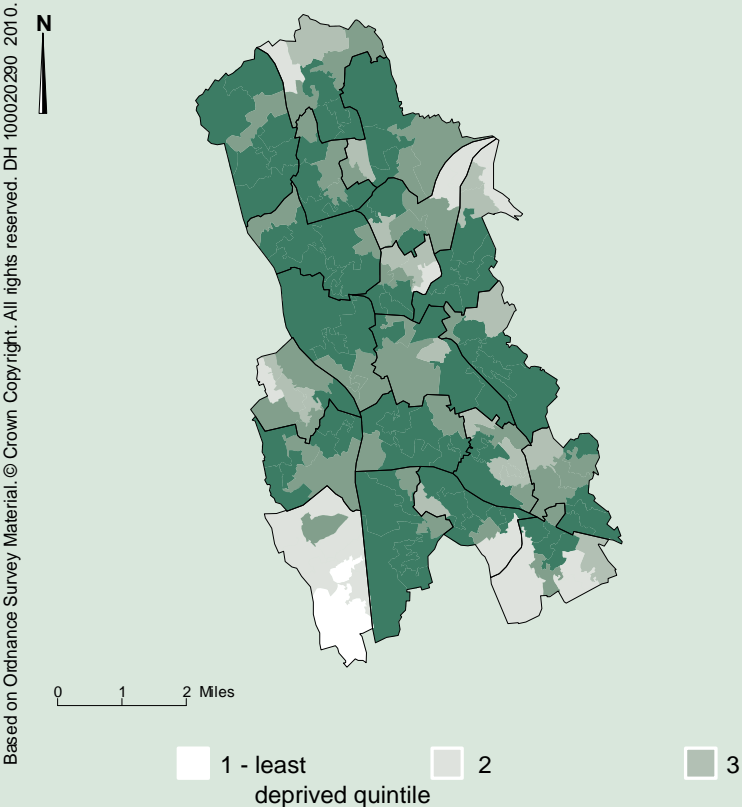 Based on Ordnance Survey Material. © Crown Copyright. All rights reserved. DH 100020290 2010.
N
0 1 2 Miles
1 - least
deprived quintile
2
3